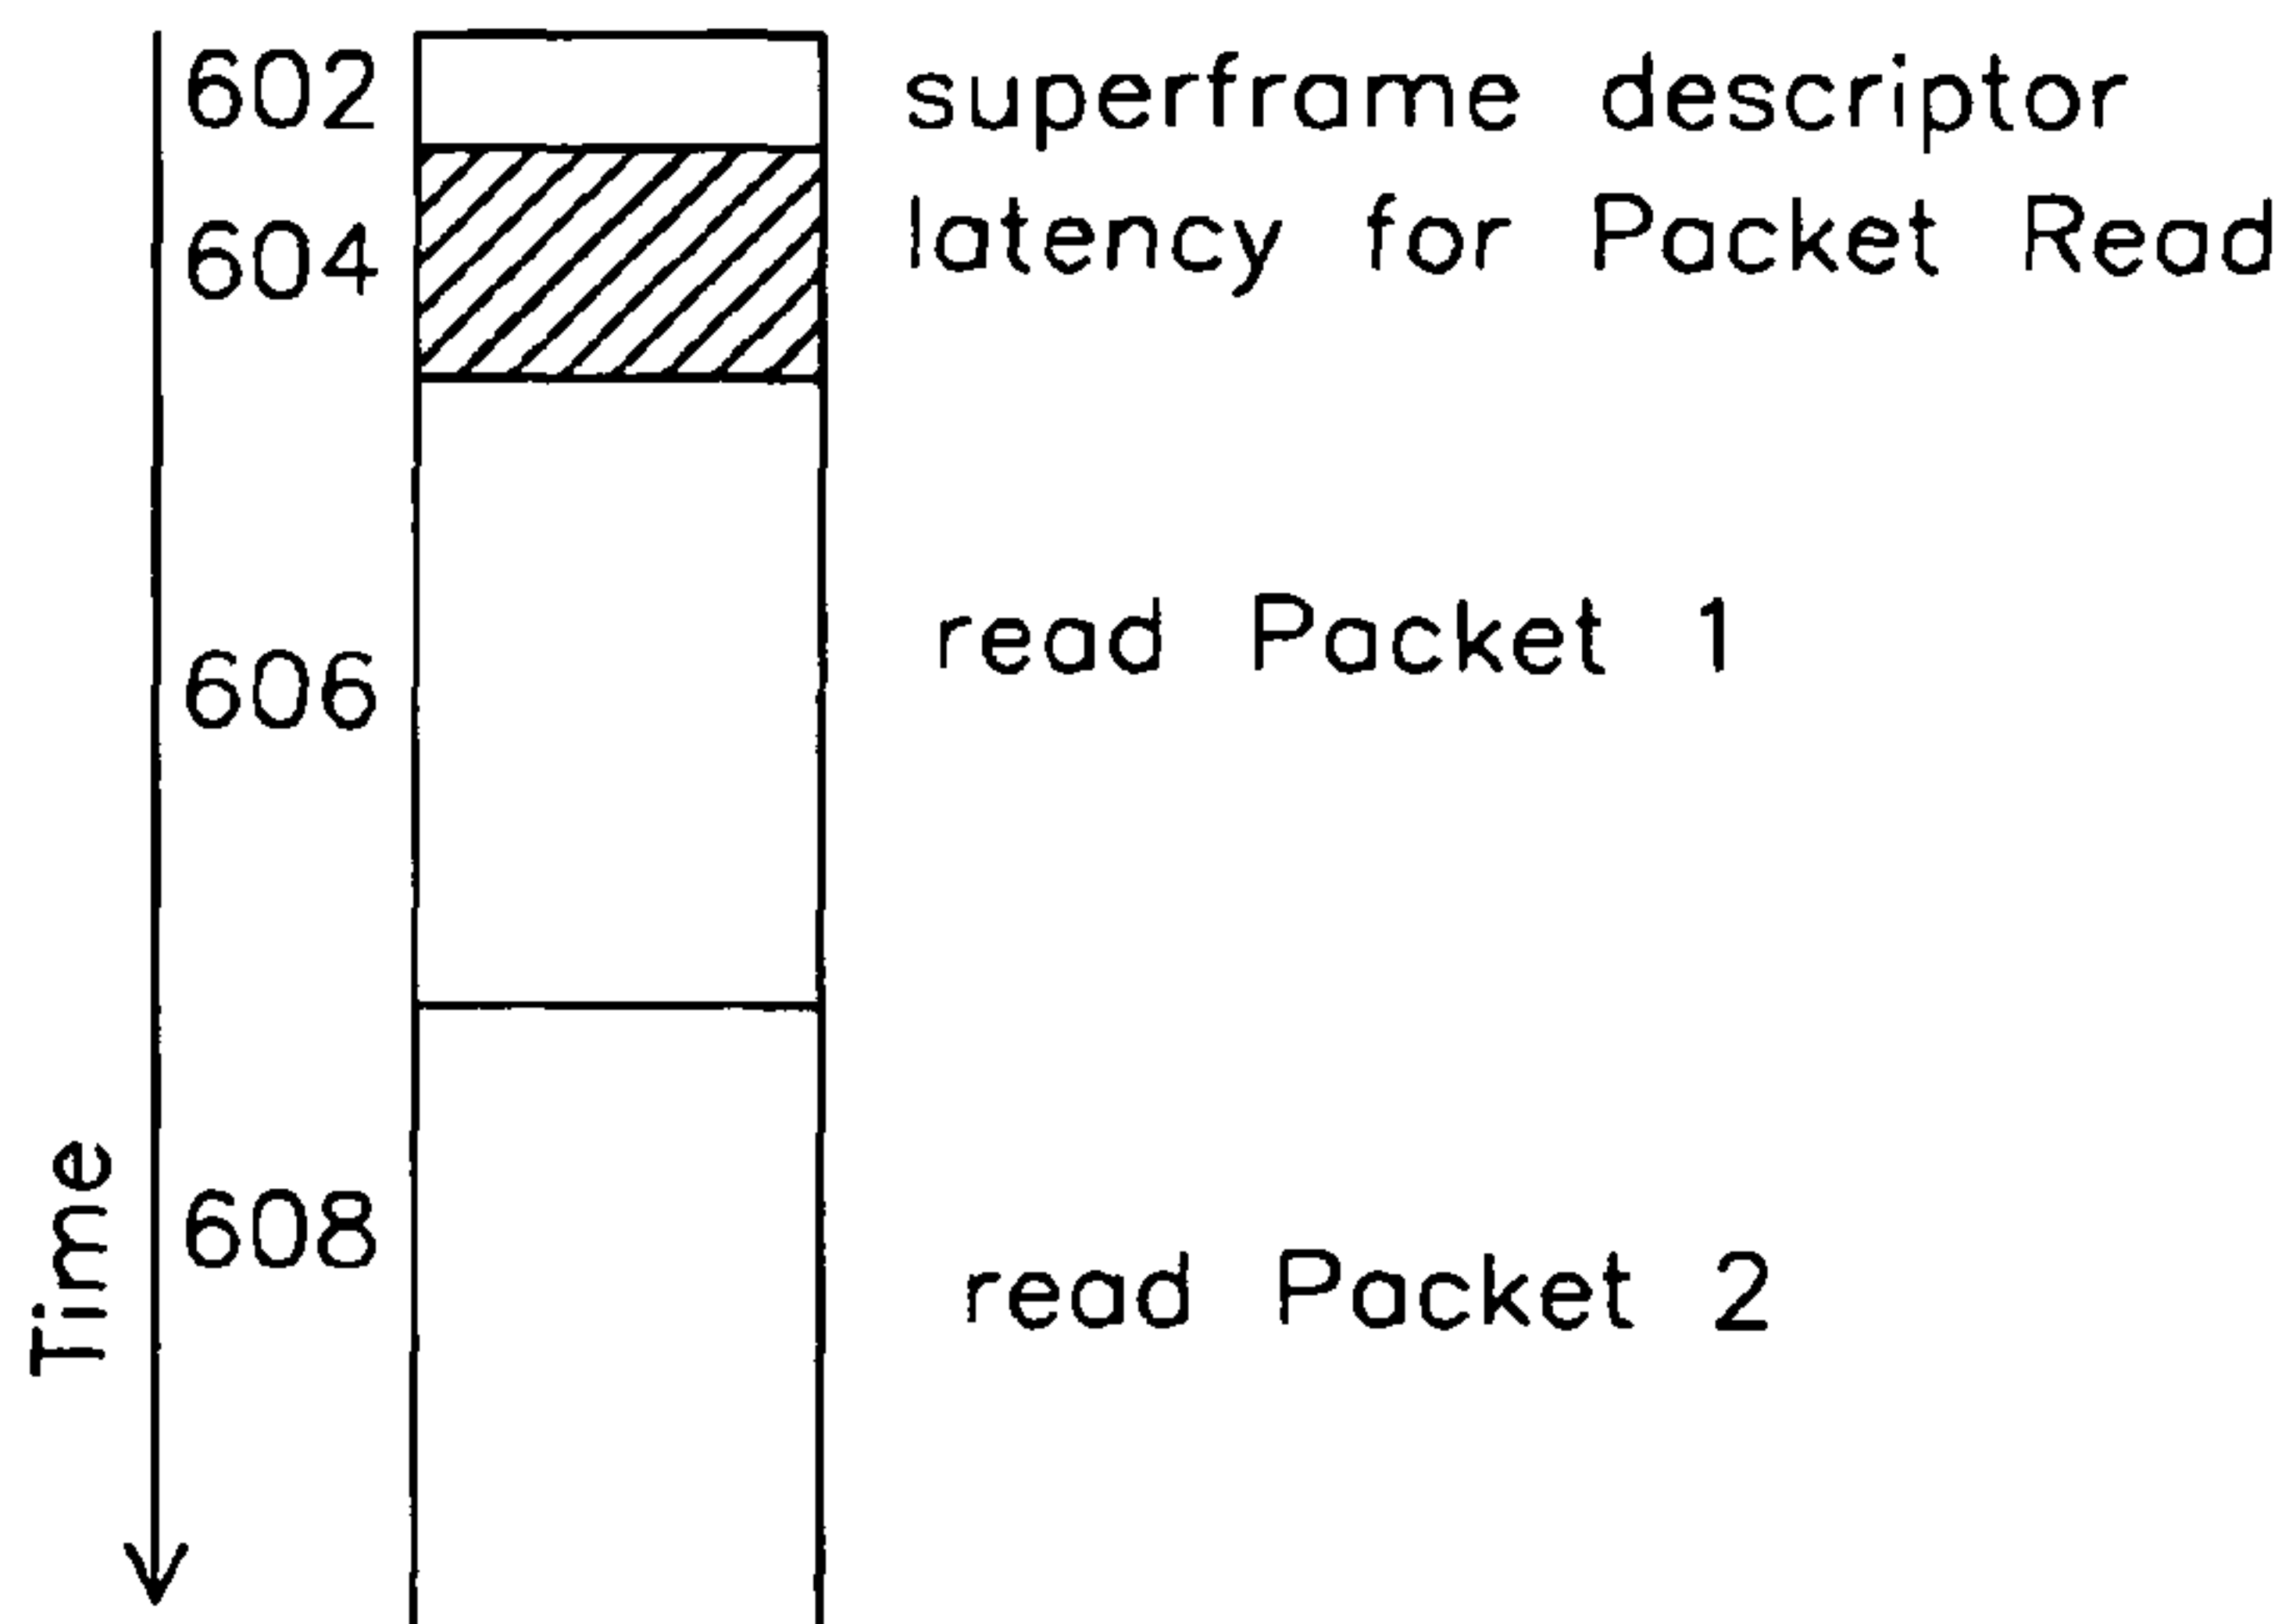 602 superframe descriptor
604 latency for Packet Read
606 read Packet 1
608 read Packet 2
Time